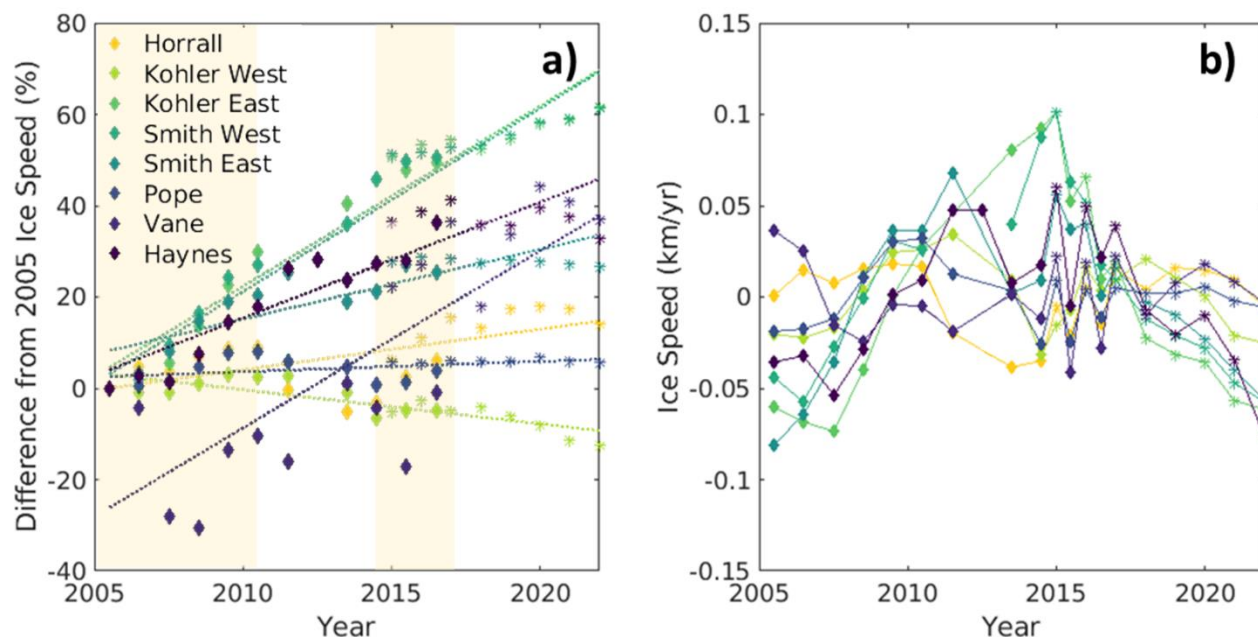 80
60
40
20
0
-20
-40
Difference from 2005 Ice Speed (%)
Horrall
Kohler West
Kohler East
Smith West
Smith East
Pope
Vane
Haynes
a)
2005
2010
2015
2020
Year
0.15
0.1
0.05
0
-0.05
-0.1
-0.15
Ice Speed (km/yr)
b)
2005
2010
2015
2020
Year